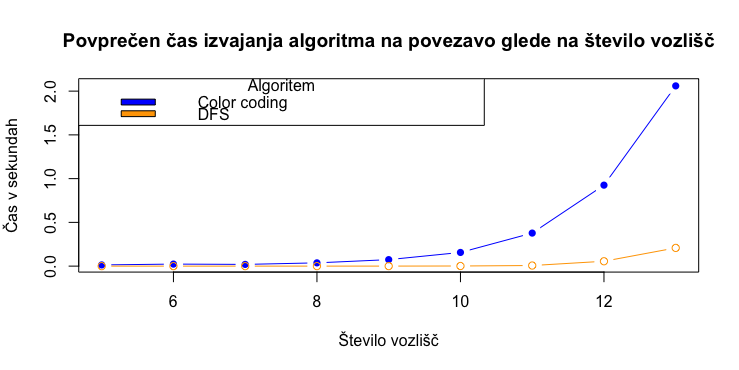 Povprečen čas izvajanja algoritma na povezavo glede na število vozlišč
Algoritem
Color coding
DFS
Čas v sekundah
2.0
1.5
1.0
0.5
0.0
6 8 10 12
Število vozlišč